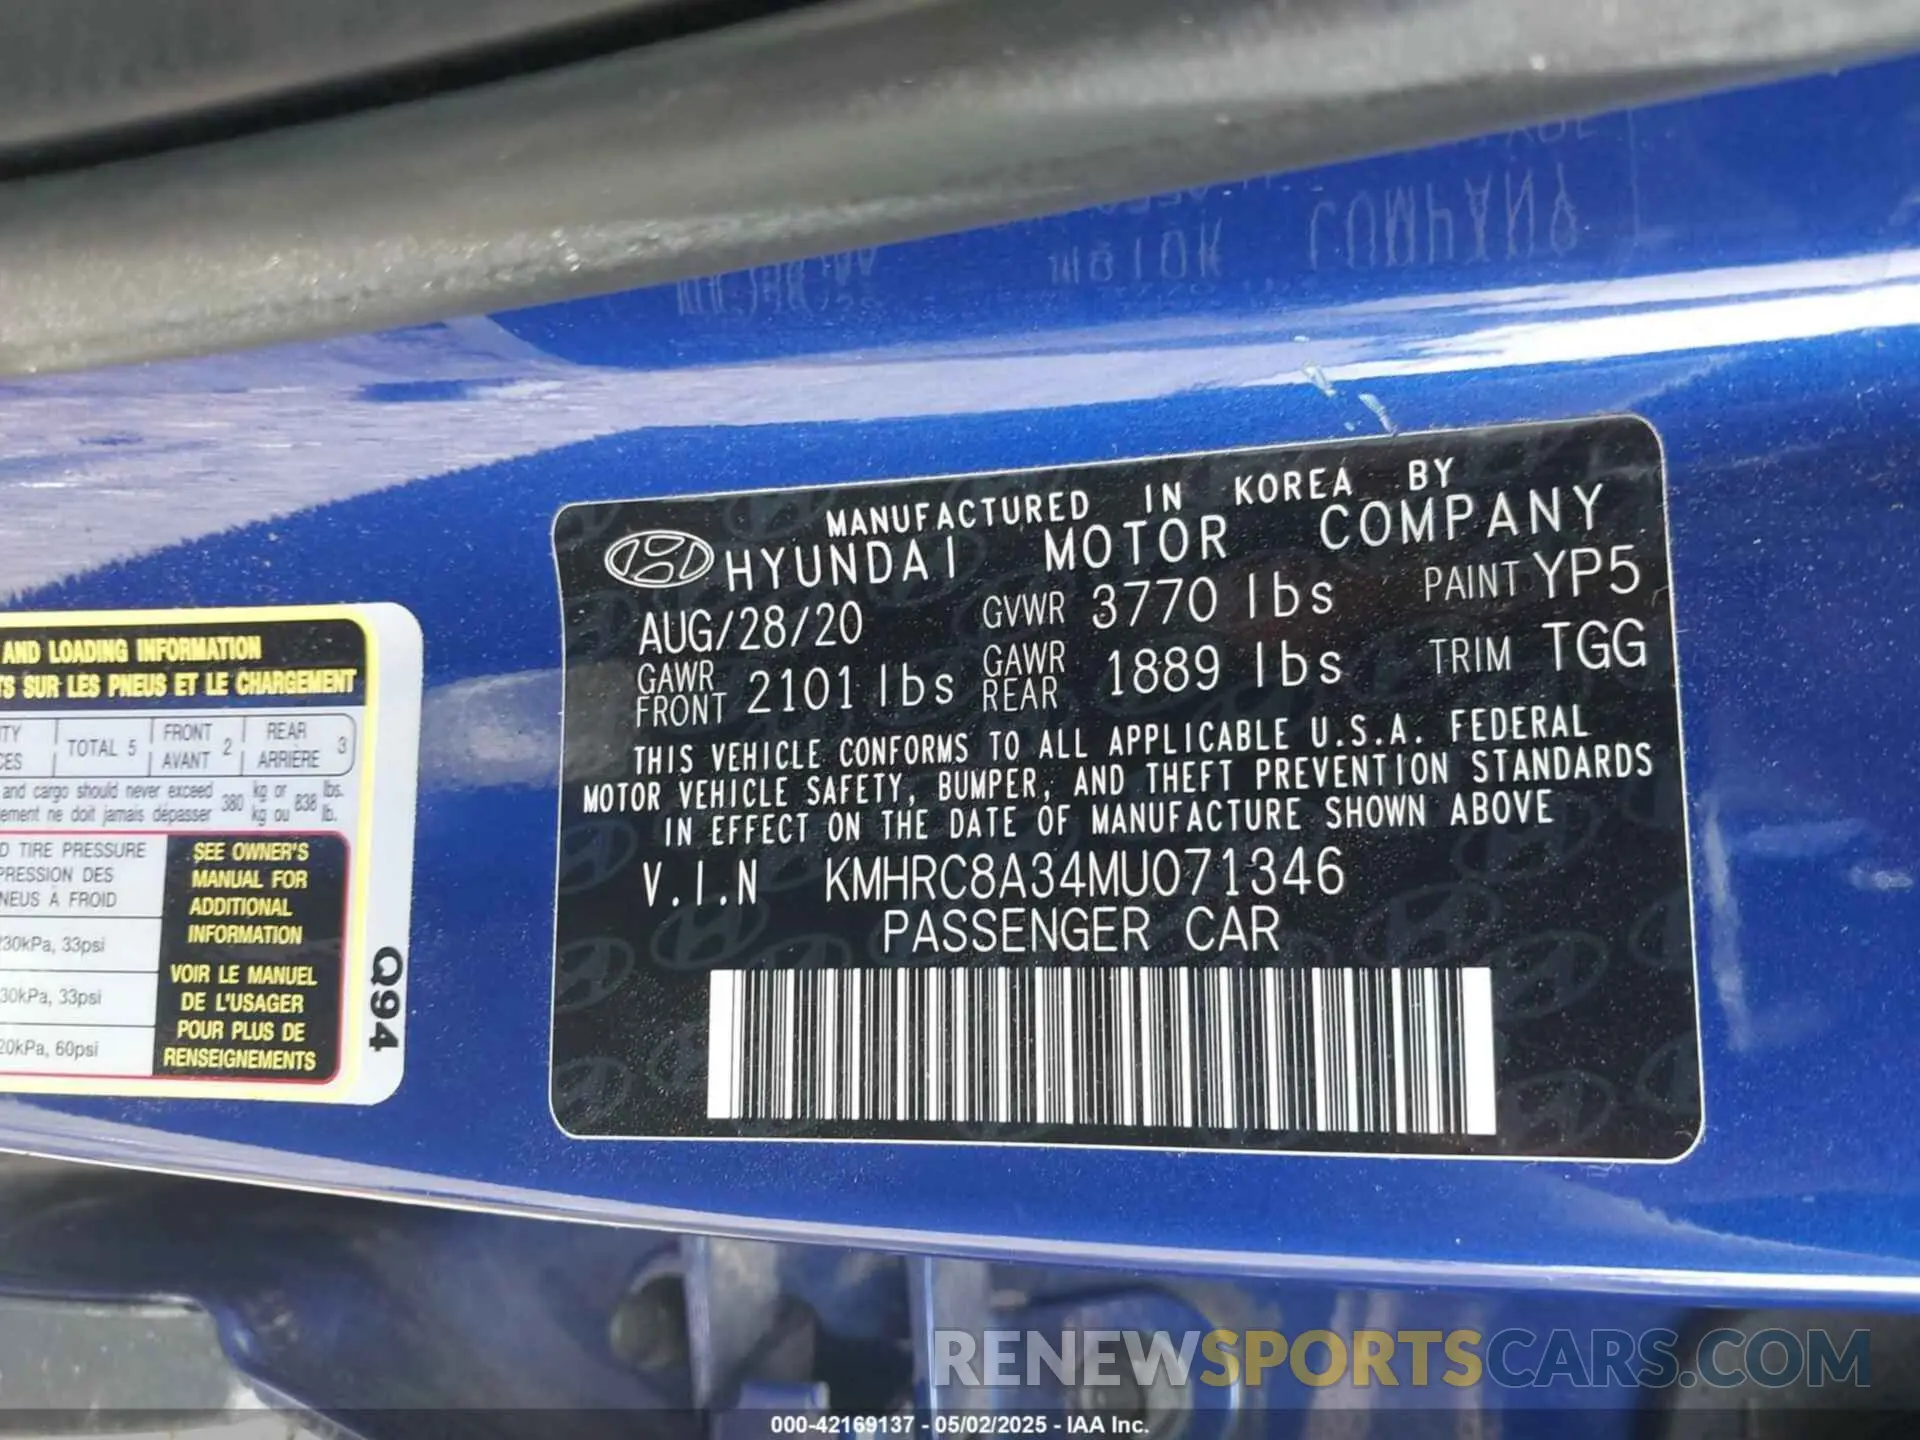 MANUFACTURED IN KOREA BY
HYUNDAI MOTOR COMPANY
AUG/28/20 GVWR 3770 lbs PAINT YP5
GAWR FRONT 2101 lbs GAWR REAR 1889 lbs TRIM TGG
THIS VEHICLE CONFORMS TO ALL APPLICABLE U.S.A. FEDERAL
MOTOR VEHICLE SAFETY, BUMPER, AND THEFT PREVENTION STANDARDS
IN EFFECT ON THE DATE OF MANUFACTURE SHOWN ABOVE
V.I.N KMHRC8A34MU071346
PASSENGER CAR
AND LOADING INFORMATION
SUR LES PNEUS ET LE CHARGEMENT
TOTAL 5 FRONT AVANT 2 REAR ARRIÈRE 3
and cargo should never exceed 380 kg or 838 lbs.
ne doit jamais dépasser 380 kg ou 838 lb.
TIRE PRESSURE
DES
À FROID
33psi
33psi
60psi
SEE OWNER'S
MANUAL FOR
ADDITIONAL
INFORMATION
VOIR LE MANUEL
DE L'USAGER
POUR PLUS DE
RENSEIGNEMENTS
Q94
RENEWSPORTSCARS.COM
000-42169137 - 05/02/2025 - IAA Inc.